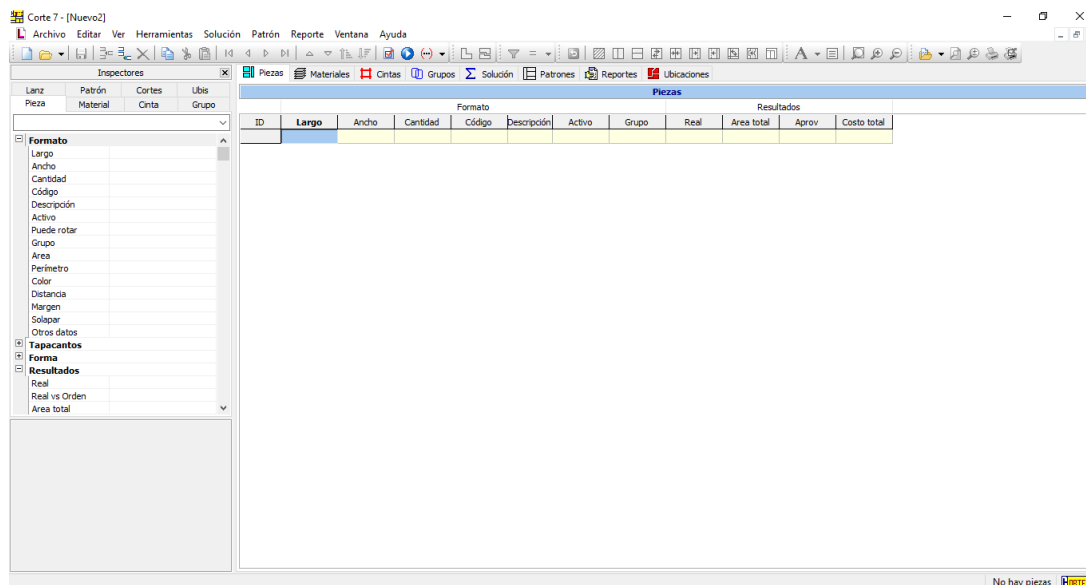 Corte 7 - [Nuevo2]
Archivo Editar Ver Herramientas Solución Patrón Reporte Ventana Ayuda
Inspectores
Piezas Materiales Cintas Grupos Solución Patrones Reportes Ubicaciones
Lanz Patrón Cortes Ubis
Pieza Material Cinta Grupo
Piezas
Formato Resultados
ID Largo Ancho Cantidad Código Descripción Activo Grupo Real Area total Aprov Costo total
Formato
Largo
Ancho
Cantidad
Código
Descripción
Activo
Puede rotar
Grupo
Area
Perímetro
Color
Distancia
Margen
Solapar
Otros datos
Tapacantos
Forma
Resultados
Real
Real vs Orden
Area total
No hay piezas